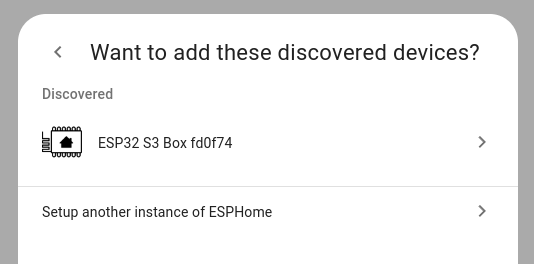 Want to add these discovered devices?
Discovered
ESP32 S3 Box fd0f74
Setup another instance of ESPHome